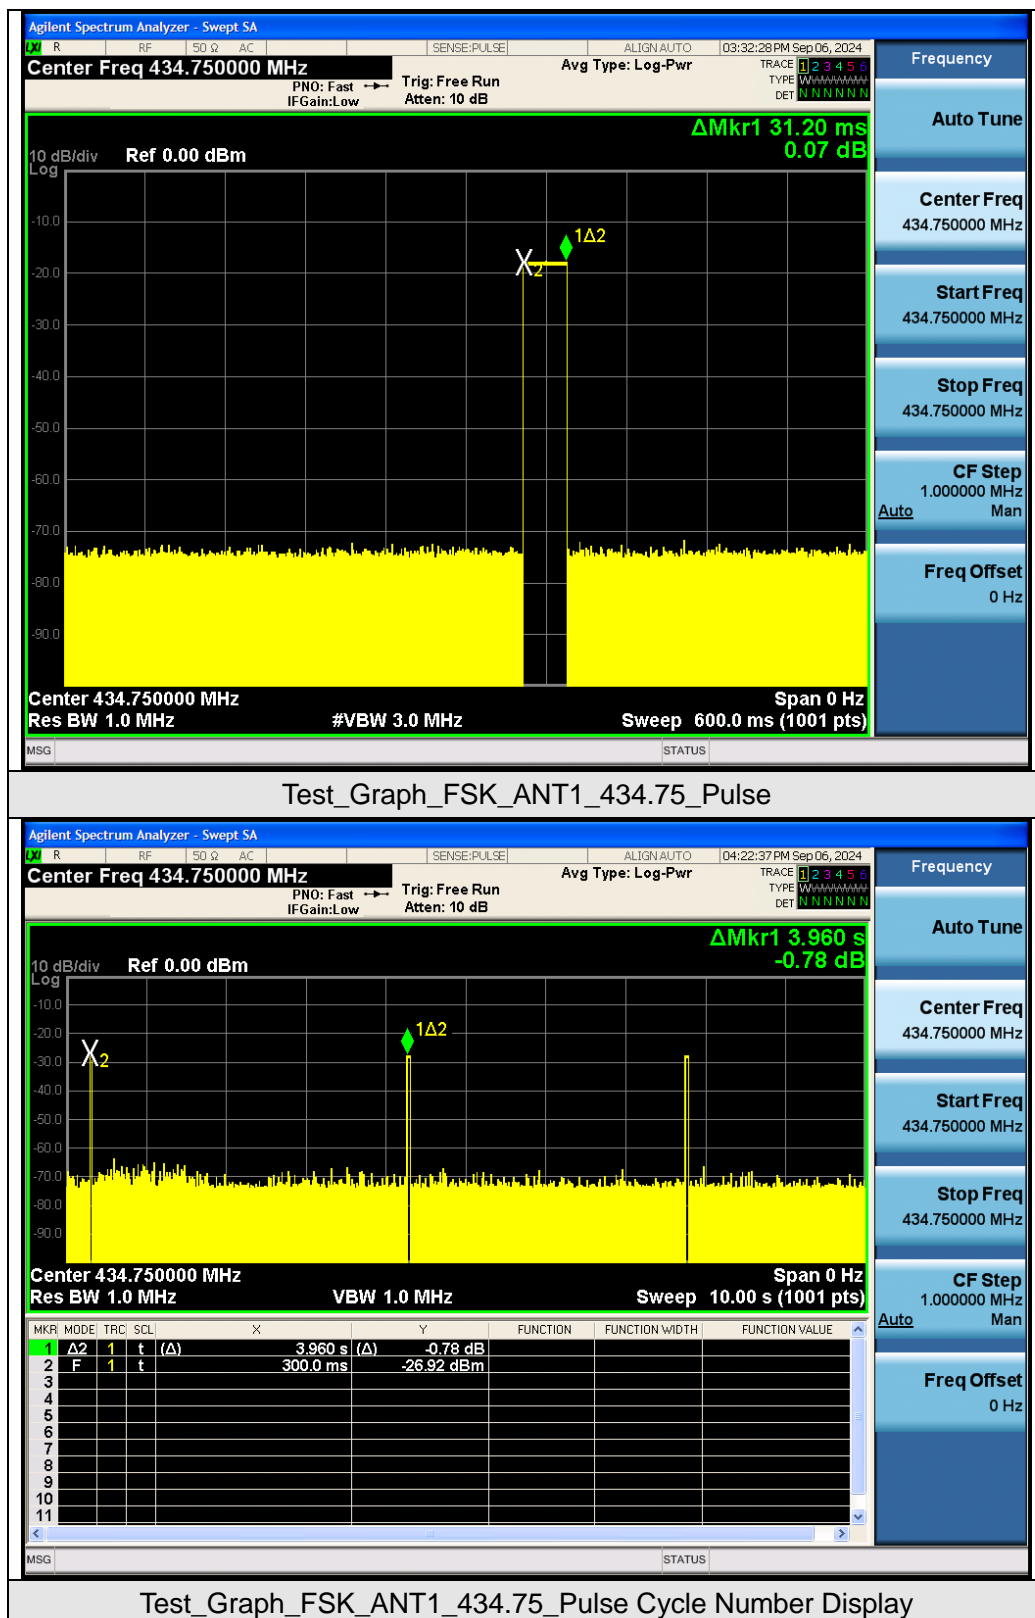 Agilent Spectrum Analyzer - Swept SA
LXI R RF 50 Ω AC SENSE:PULSE ALIGN AUTO 03:32:28 PM Sep 06, 2024
Center Freq 434.750000 MHz Avg Type: Log-Pwr TRACE 1 2 3 4 5 6
PNO: Fast Trig: Free Run TYPE
IFGain:Low Atten: 10 dB DET N N N N N N
ΔMkr1 31.20 ms
0.07 dB
10 dB/div Ref 0.00 dBm
Log
-10.0
1Δ2
2
-20.0
-30.0
-40.0
-50.0
-60.0
-70.0
-80.0
-90.0
Center 434.750000 MHz Span 0 Hz
Res BW 1.0 MHz #VBW 3.0 MHz Sweep 600.0 ms (1001 pts)
MSG STATUS
Frequency
Auto Tune
Center Freq
434.750000 MHz
Start Freq
434.750000 MHz
Stop Freq
434.750000 MHz
CF Step
1.000000 MHz
Auto Man
Freq Offset
0 Hz
Test_Graph_FSK_ANT1_434.75_Pulse
Agilent Spectrum Analyzer - Swept SA
LXI R RF 50 Ω AC SENSE:PULSE ALIGN AUTO 04:22:37 PM Sep 06, 2024
Center Freq 434.750000 MHz Avg Type: Log-Pwr TRACE 1 2 3 4 5 6
PNO: Fast Trig: Free Run TYPE
IFGain:Low Atten: 10 dB DET N N N N N N
ΔMkr1 3.960 s
-0.78 dB
10 dB/div Ref 0.00 dBm
Log
-10.0
-20.0
1Δ2
2
-30.0
-40.0
-50.0
-60.0
-70.0
-80.0
-90.0
Center 434.750000 MHz Span 0 Hz
Res BW 1.0 MHz VBW 1.0 MHz Sweep 10.00 s (1001 pts)
MKR MODE TRC SCL X Y FUNCTION FUNCTION WIDTH FUNCTION VALUE
1 Δ2 1 t (Δ) 3.960 s (Δ) -0.78 dB
2 F 1 t 300.0 ms -26.92 dBm
3
4
5
6
7
8
9
10
11
MSG STATUS
Frequency
Auto Tune
Center Freq
434.750000 MHz
Start Freq
434.750000 MHz
Stop Freq
434.750000 MHz
CF Step
1.000000 MHz
Auto Man
Freq Offset
0 Hz
Test_Graph_FSK_ANT1_434.75_Pulse Cycle Number Display